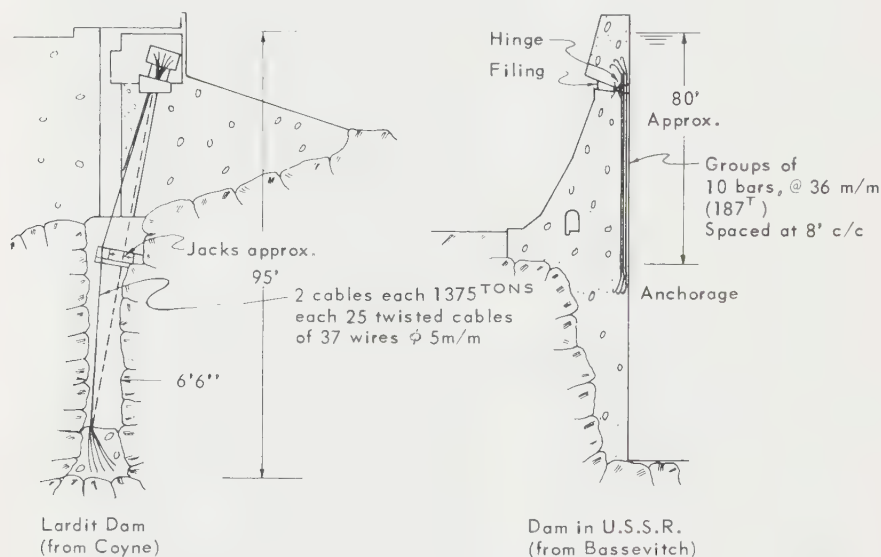 Jacks approx.
95'
2 cables each 1375TONS
each 25 twisted cables
of 37 wires ϕ 5m/m
6'6''
Lardit Dam
(from Coyne)
Hinge
Filing
80'
Approx.
Groups of
10 bars, @ 36 m/m
(187T)
Spaced at 8' c/c
Anchorage
Dam in U.S.S.R.
(from Bassevitch)